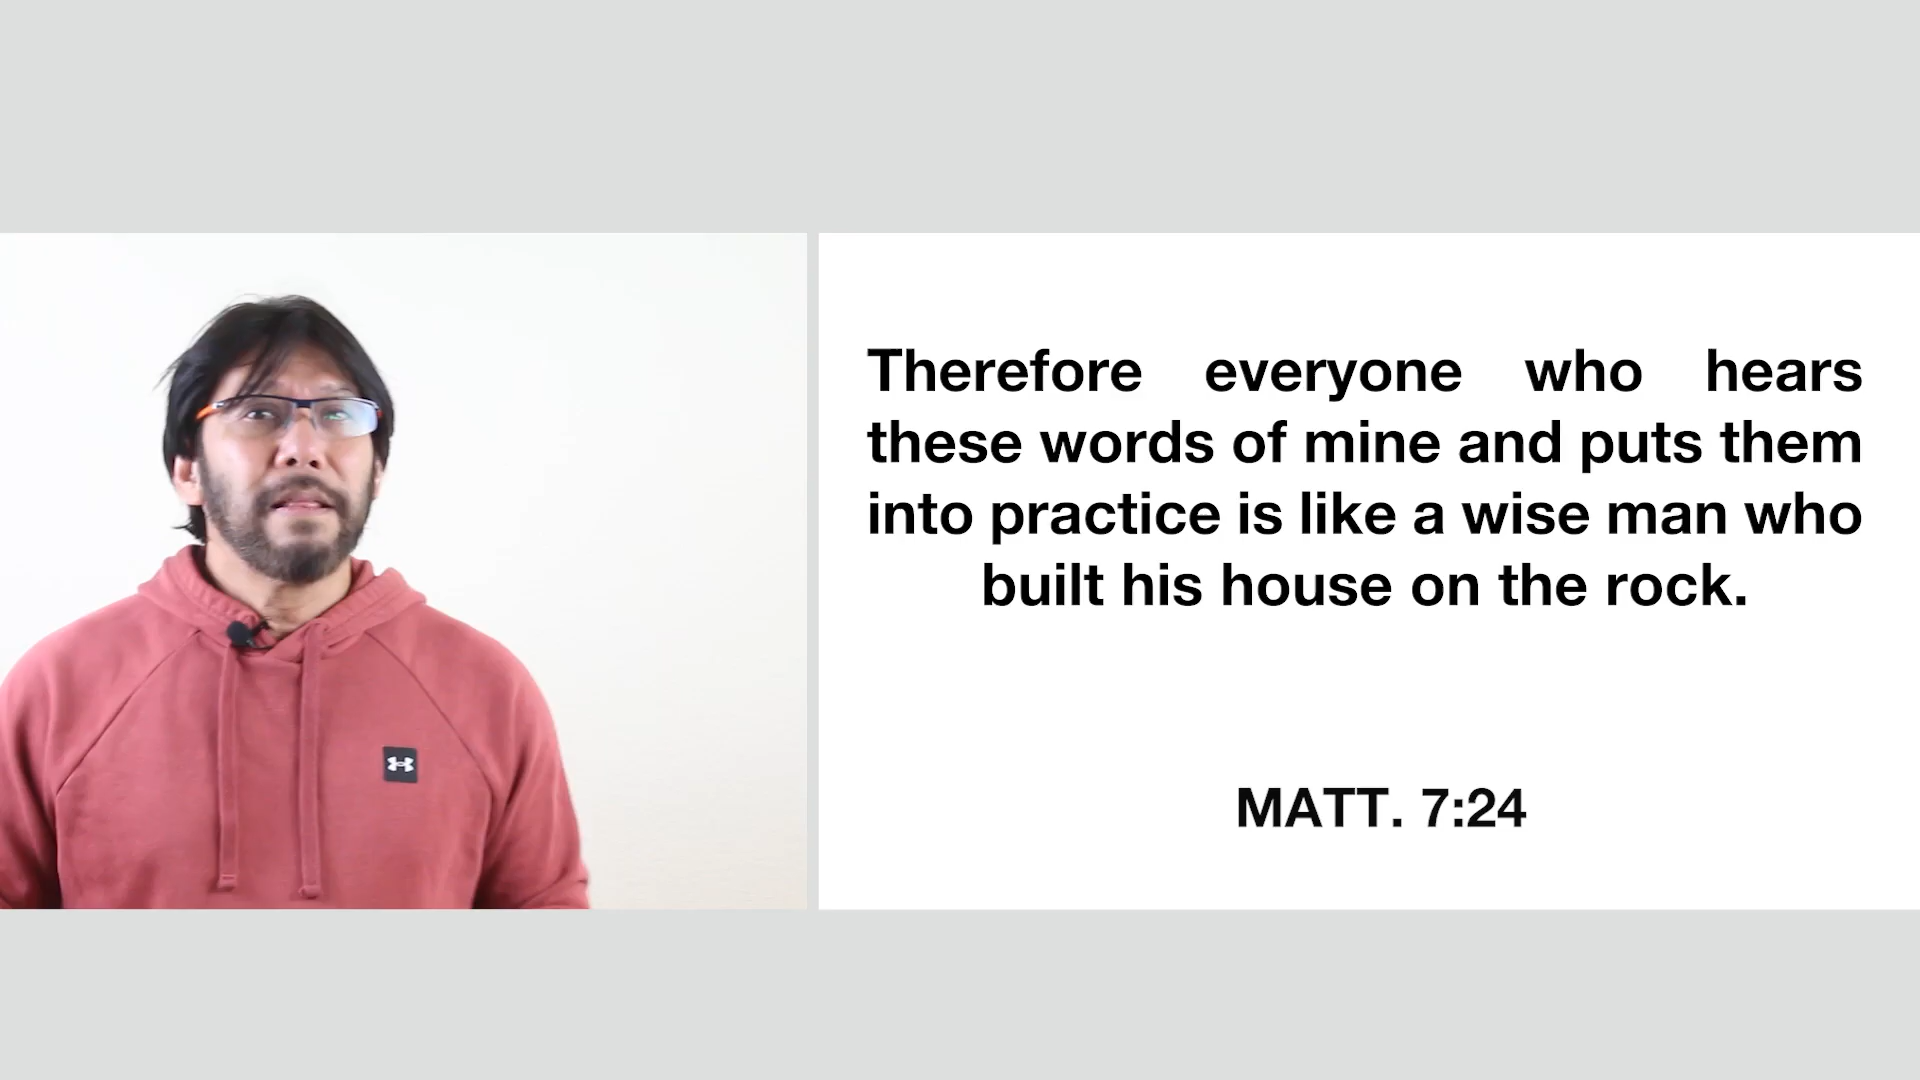 Therefore everyone who hears
these words of mine and puts them
into practice is like a wise man who
built his house on the rock.
MATT. 7:24